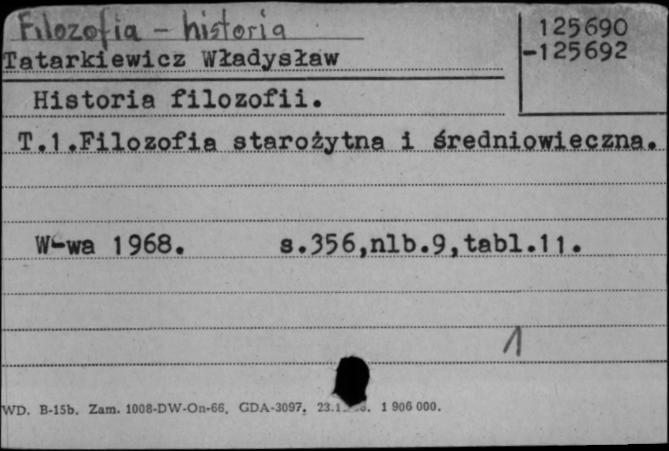 Filozofia - historia
125690
-125692
Tatarkiewicz Władysław
Historia filozofii.
T.1.Filozofia starożytna i średniowieczna.
W-wa 1968. s.356,nlb.9,tabl.11.
1
WD. B-15b. Zam. 1008-DW-On-66. GDA-3097. 1 906 000.